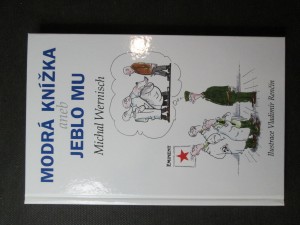 MODRÁ KNÍŽKA
aneb
JEBLO MU
Michal Wernisch
Ilustrace Vladimír Renčín